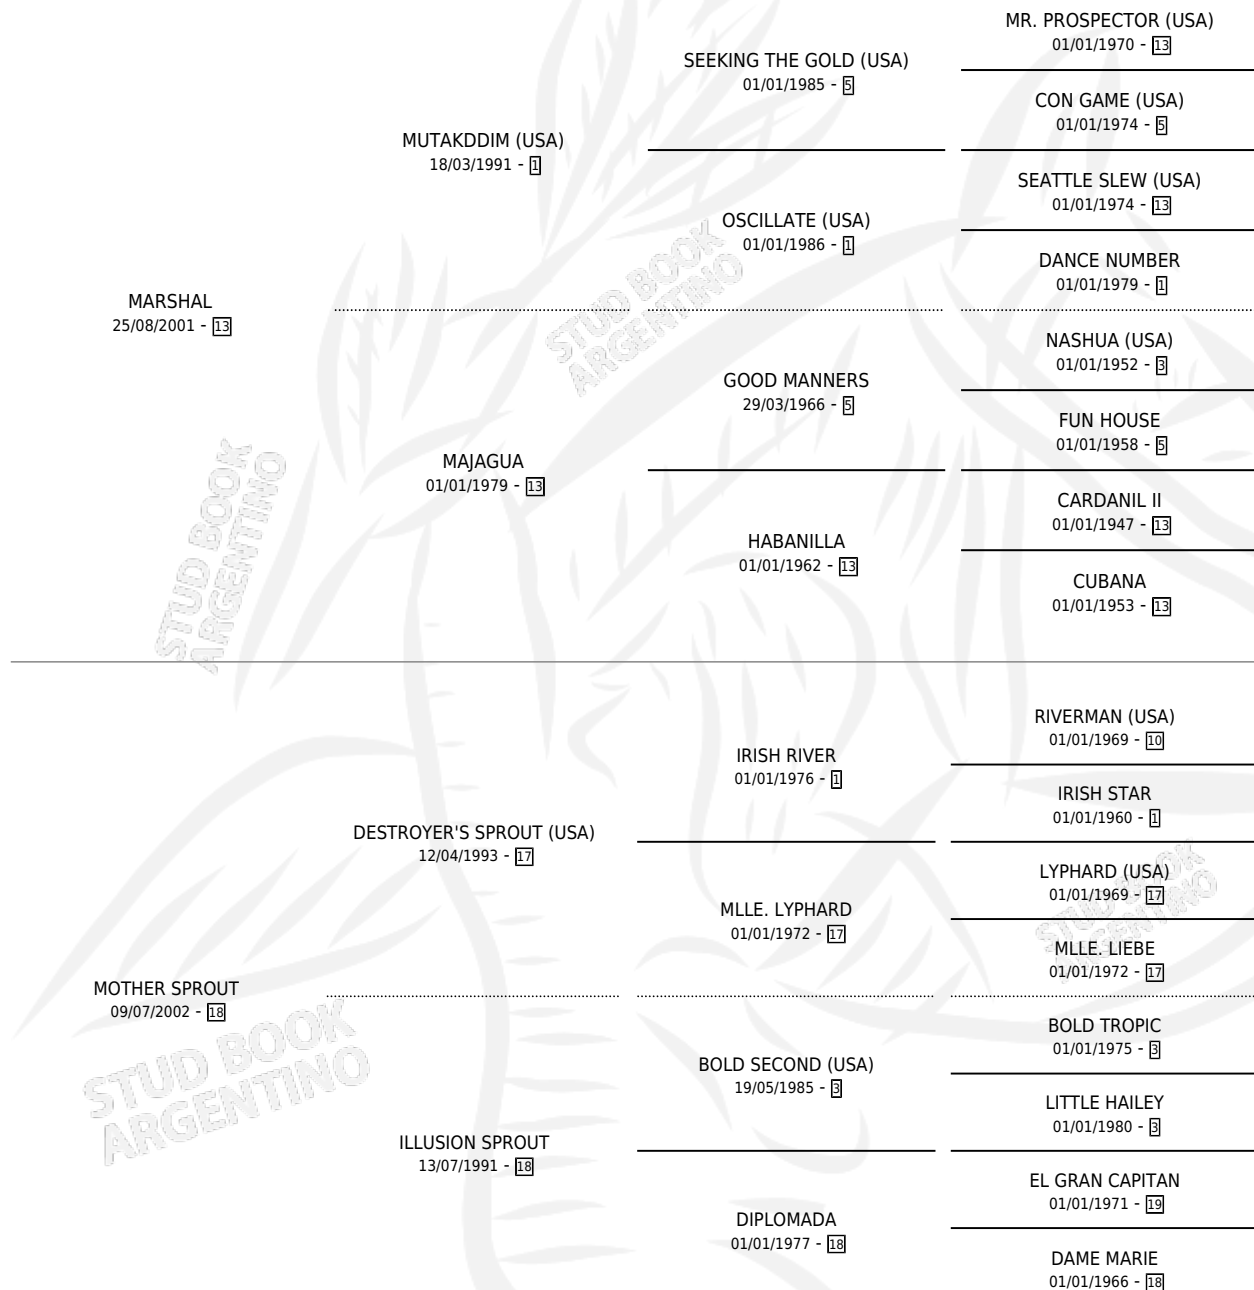 MR. PROSPECTOR (USA)
01/01/1970 - 13
SEEKING THE GOLD (USA)
01/01/1985 - 5
CON GAME (USA)
01/01/1974 - 5
MUTAKDDIM (USA)
18/03/1991 - 1
SEATTLE SLEW (USA)
01/01/1974 - 13
OSCILLATE (USA)
01/01/1986 - 1
DANCE NUMBER
01/01/1979 - 1
STUD BOOK
ARGENTINO
MARSHAL
25/08/2001 - 13
NASHUA (USA)
01/01/1952 - 3
GOOD MANNERS
29/03/1966 - 5
FUN HOUSE
01/01/1958 - 5
MAJAGUA
01/01/1979 - 13
CARDANIL II
01/01/1947 - 13
HABANILLA
01/01/1962 - 13
CUBANA
01/01/1953 - 13
STUD BOOK
ARGENTINO
RIVERMAN (USA)
01/01/1969 - 10
IRISH RIVER
01/01/1976 - 1
IRISH STAR
01/01/1960 - 1
DESTROYER'S SPROUT (USA)
12/04/1993 - 17
LYPHARD (USA)
01/01/1969 - 17
MLLE. LYPHARD
01/01/1972 - 17
MLLE. LIEBE
01/01/1972 - 17
STUD BOOK
ARGENTINO
MOTHER SPROUT
09/07/2002 - 18
BOLD TROPIC
01/01/1975 - 3
BOLD SECOND (USA)
19/05/1985 - 3
LITTLE HAILEY
01/01/1980 - 3
STUD BOOK
ARGENTINO
ILLUSION SPROUT
13/07/1991 - 18
EL GRAN CAPITAN
01/01/1971 - 19
DIPLOMADA
01/01/1977 - 18
DAME MARIE
01/01/1966 - 18